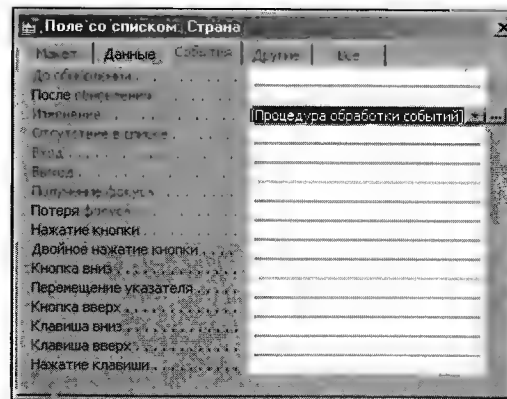 Поле со списком: Страна
Макет Данные События Другие Все
До обновления
После обновления
Изменение [Процедура обработки событий] ...
Отсутствие в списке
Вход
Выход
Получение фокуса
Потеря фокуса
Нажатие кнопки
Двойное нажатие кнопки
Кнопка вниз
Перемещение указателя
Кнопка вверх
Клавиша вниз
Клавиша вверх
Нажатие клавиши